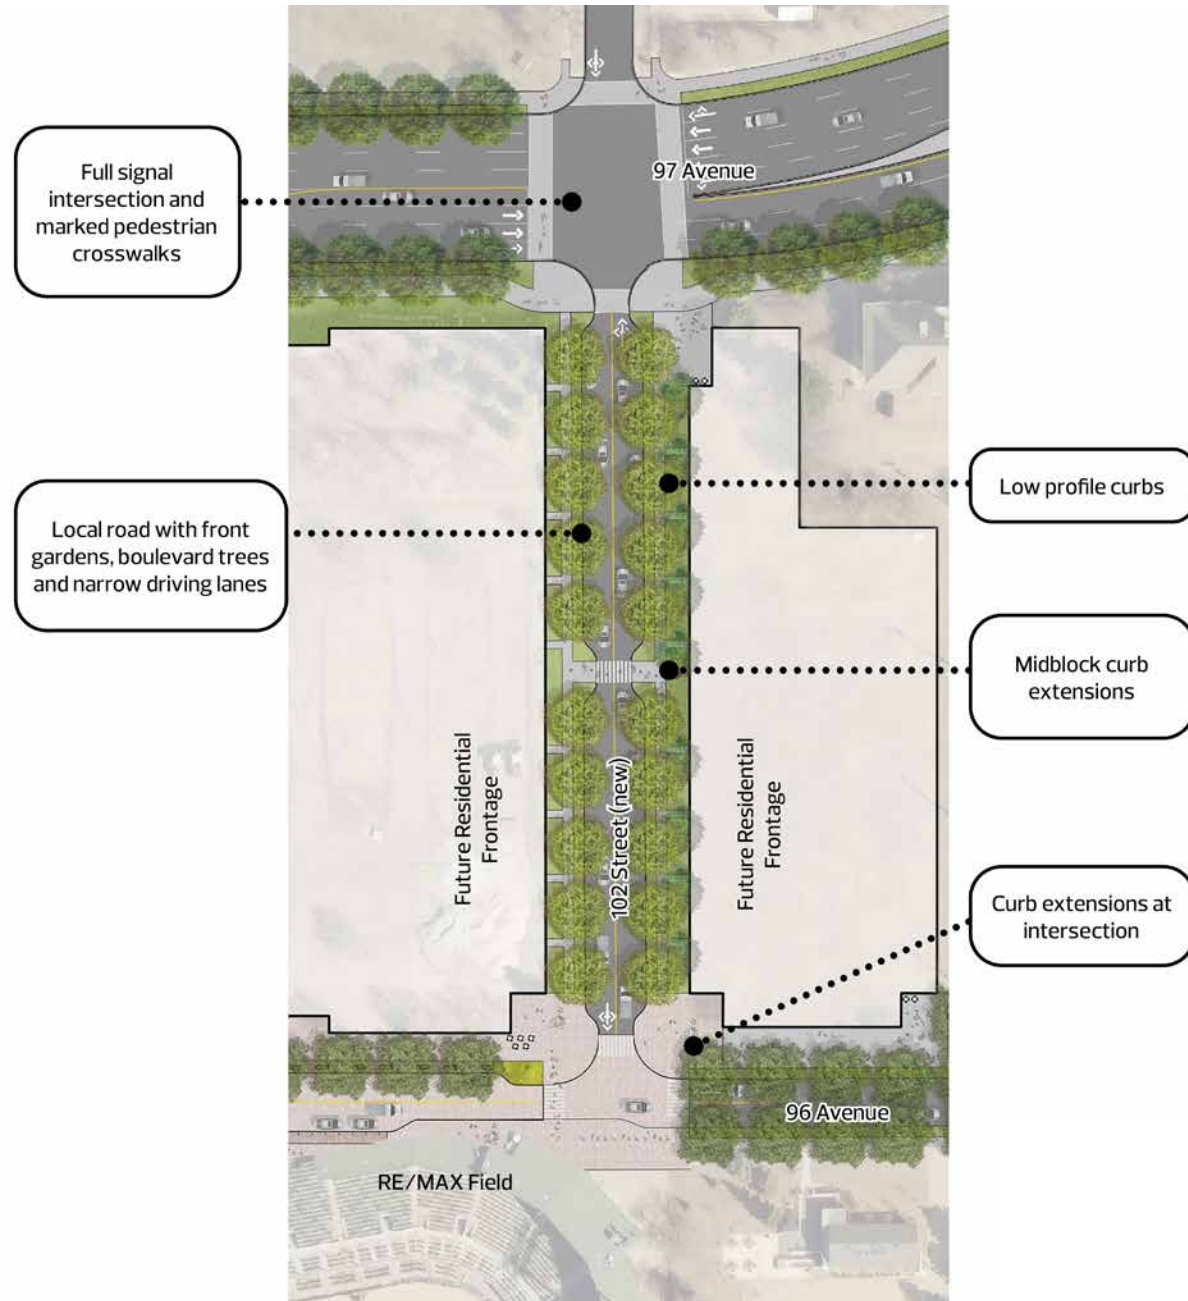 Full signal
intersection and
marked pedestrian
crosswalks
97 Avenue
Low profile curbs
Local road with front
gardens, boulevard trees
and narrow driving lanes
Midblock curb
extensions
Future Residential
Frontage
102 Street (new)
Future Residential
Frontage
Curb extensions at
intersection
96 Avenue
RE/MAX Field